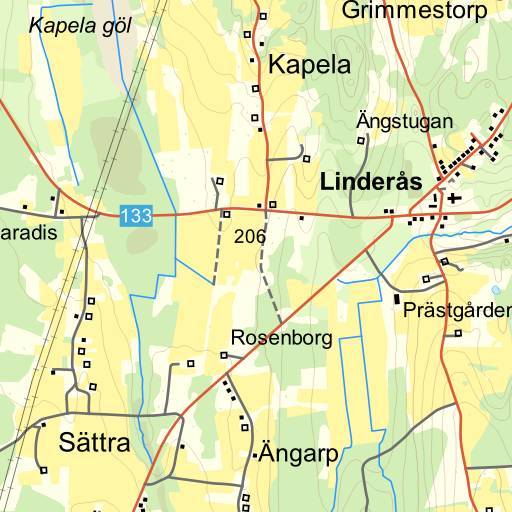 Grimmestorp
Kapela göl
Kapela
Ängstugan
Linderås
133
206
aradis
Prästgården
Rosenborg
Sättra
Ängarp